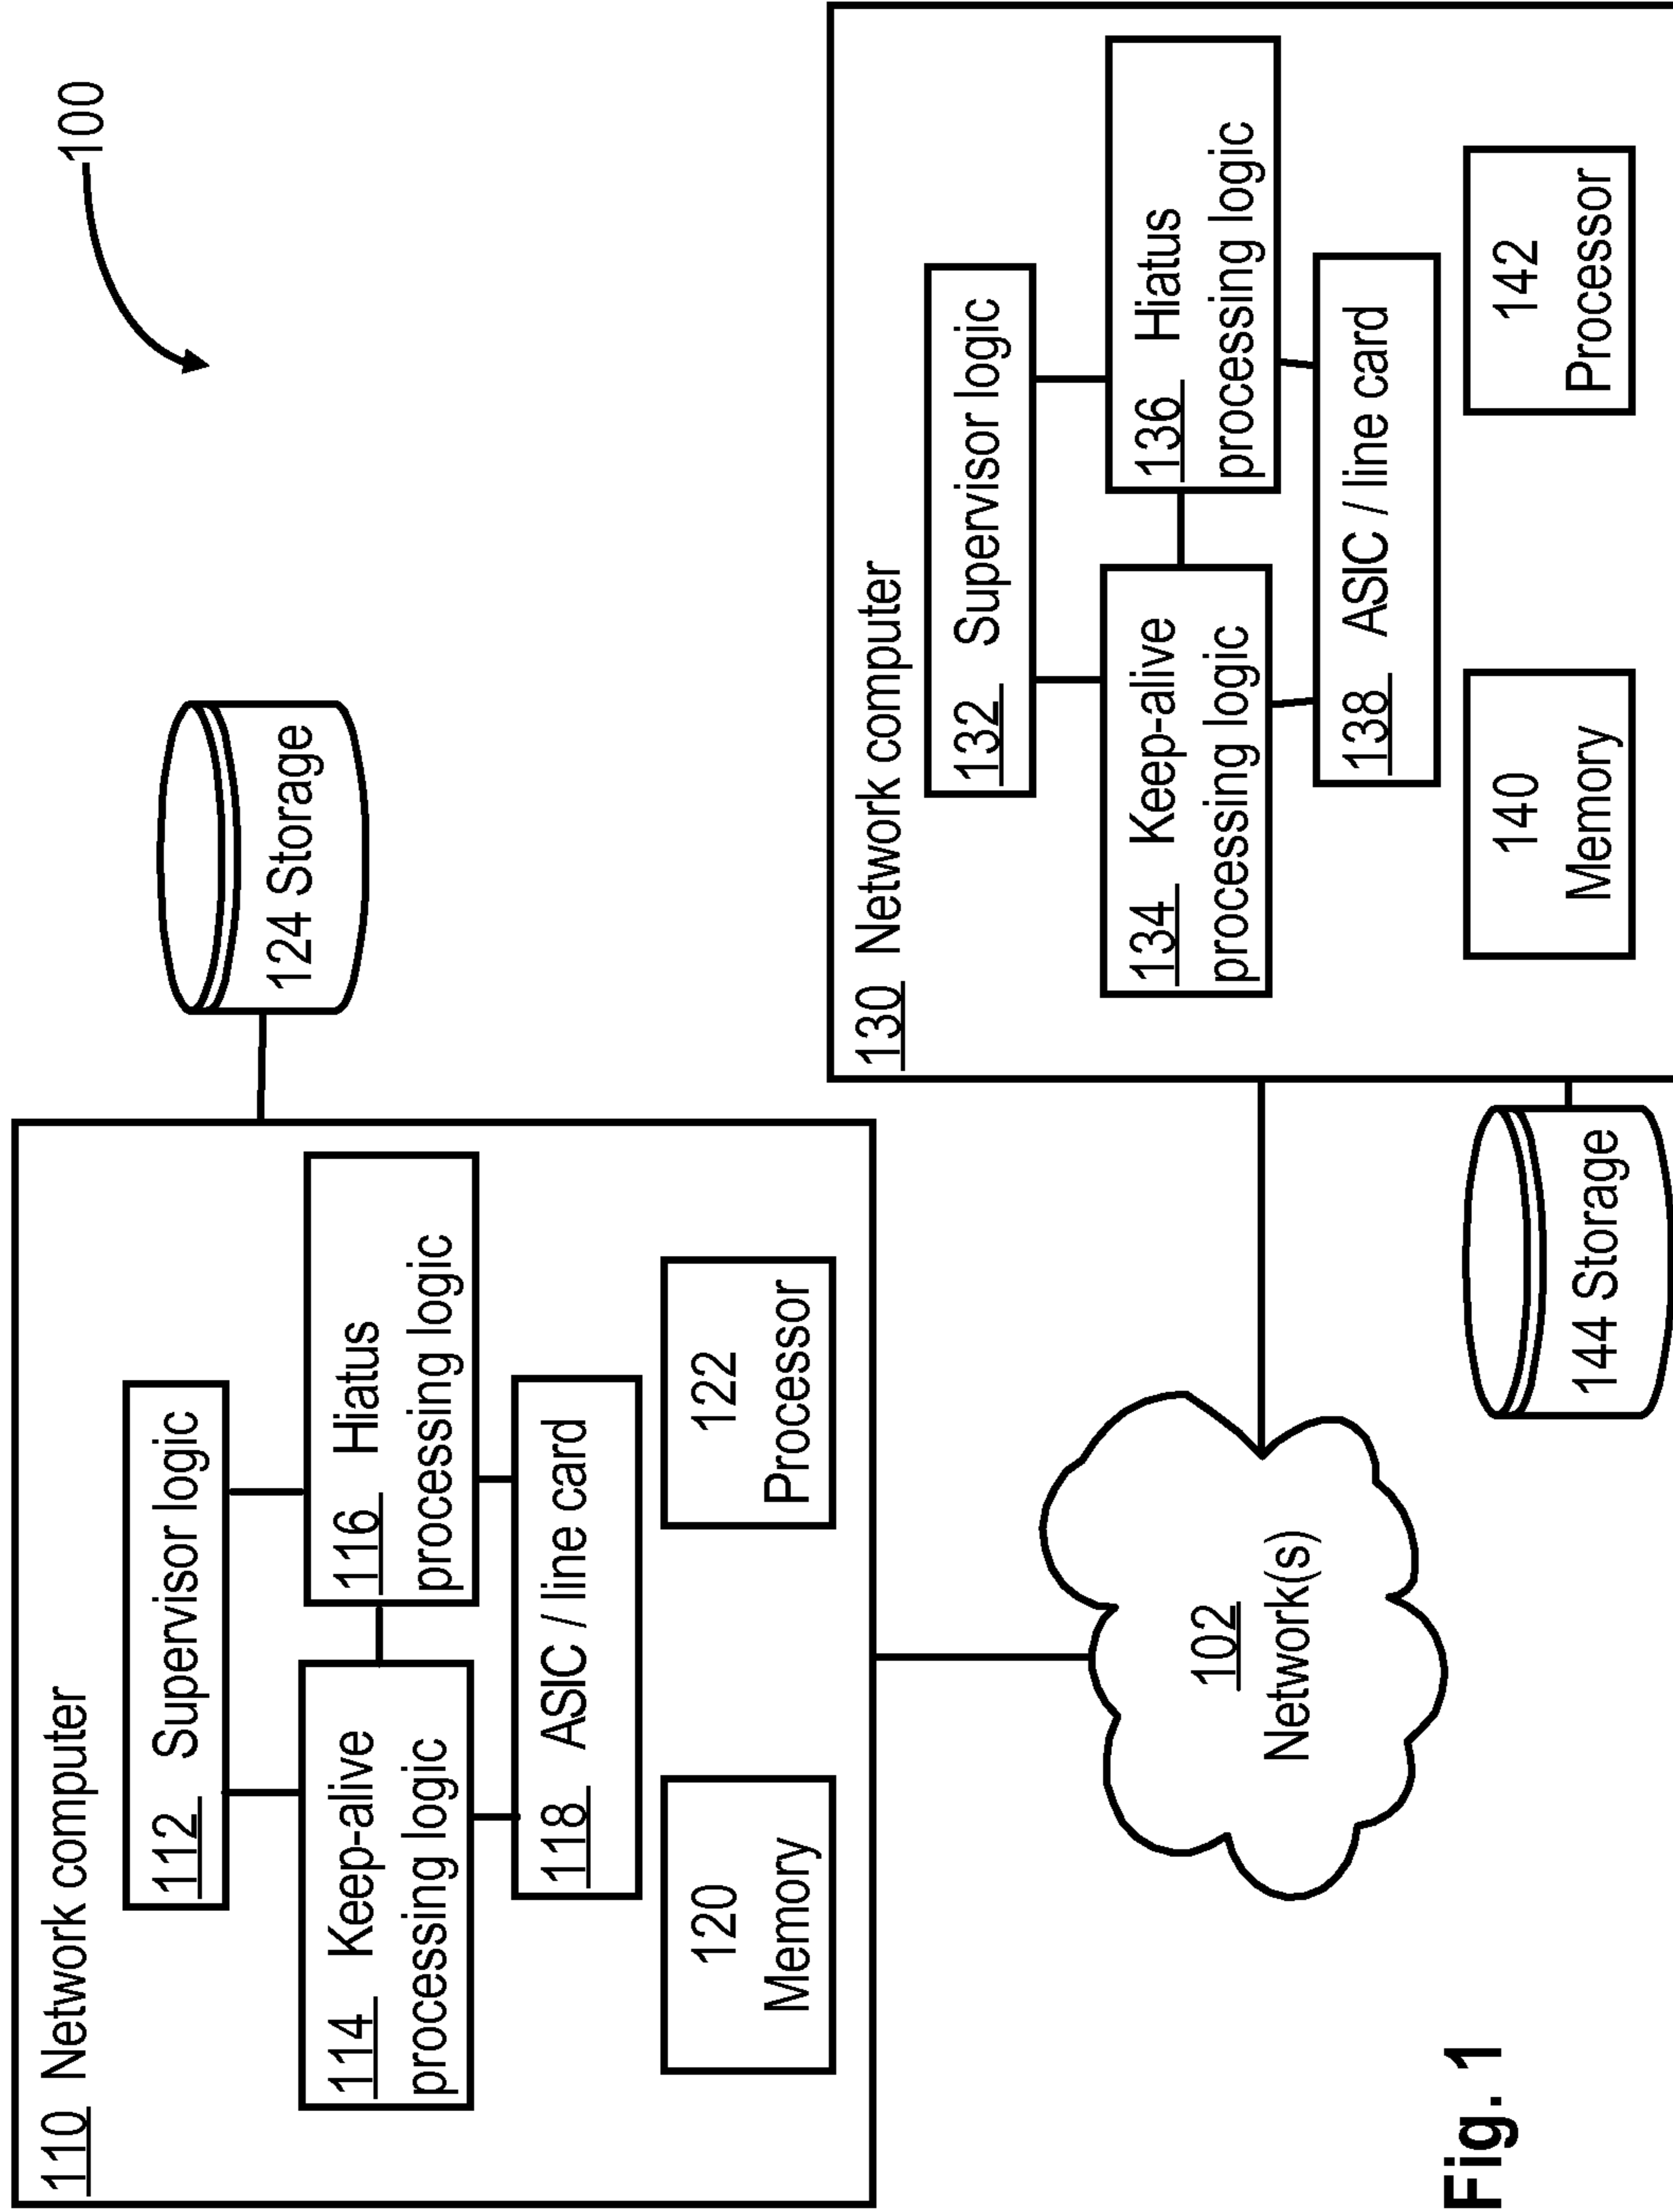 100
110 Network computer
112 Supervisor logic
114 Keep-alive
processing logic
116 Hiatus
processing logic
118 ASIC / line card
120
Memory
122
Processor
124 Storage
102
Network(s)
130 Network computer
132 Supervisor logic
134 Keep-alive
processing logic
136 Hiatus
processing logic
138 ASIC / line card
140
Memory
142
Processor
144 Storage
Fig. 1